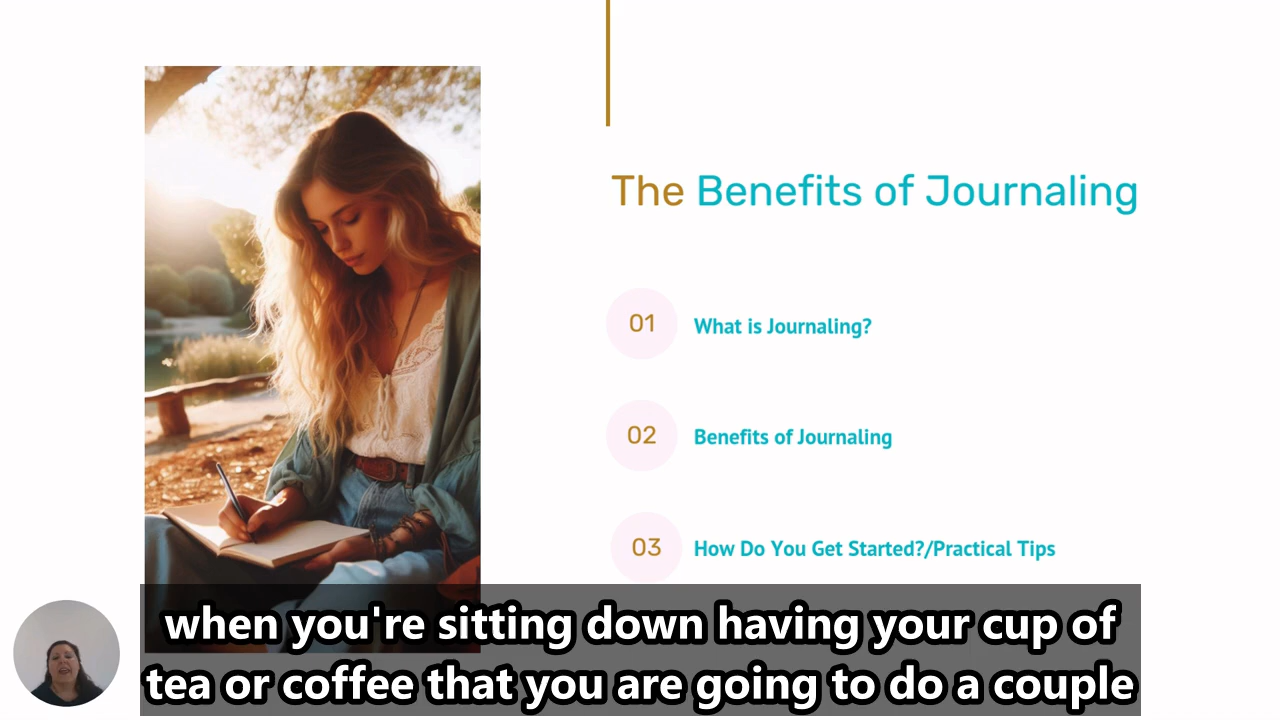 The Benefits of Journaling
01 What is Journaling?
02 Benefits of Journaling
03 How Do You Get Started?/Practical Tips
when you're sitting down having your cup of
tea or coffee that you are going to do a couple